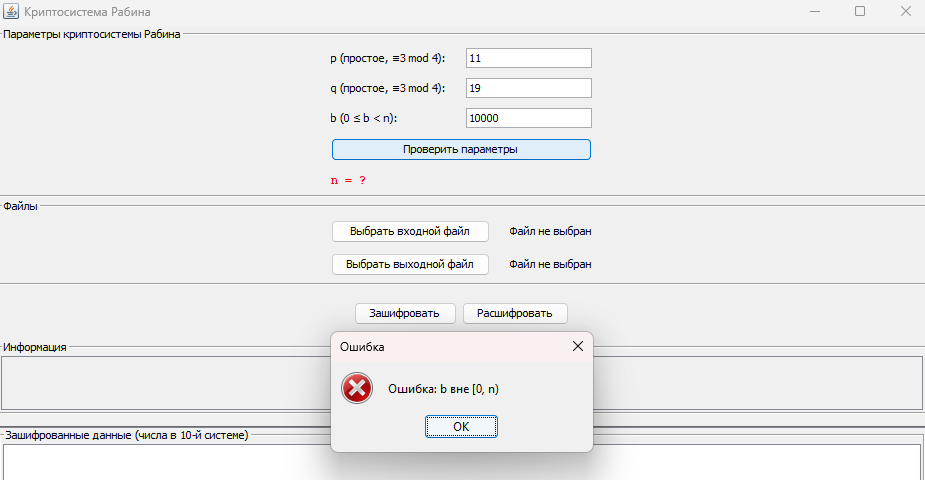 Криптосистема Рабина
Параметры криптосистемы Рабина
p (простое, ≡3 mod 4): 11
q (простое, ≡3 mod 4): 19
b (0 ≤ b < n): 10000
Проверить параметры
n = ?
Файлы
Выбрать входной файл Файл не выбран
Выбрать выходной файл Файл не выбран
Зашифровать Расшифровать
Информация
Ошибка
Ошибка: b вне [0, n)
OK
Зашифрованные данные (числа в 10-й системе)